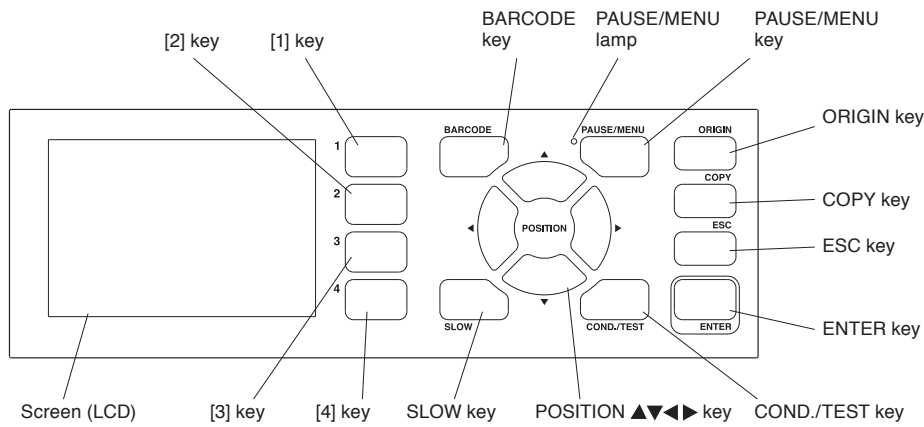 BARCODE
key
PAUSE/MENU
lamp
PAUSE/MENU
key
[2] key
[1] key
ORIGIN key
COPY key
ESC key
ENTER key
BARCODE
PAUSE/MENU
ORIGIN
1
COPY
2
ESC
POSITION
3
4
SLOW
COND./TEST
ENTER
▲
◀
▶
▼
Screen (LCD)
[3] key
[4] key
SLOW key
POSITION ▲▼◀▶ key
COND./TEST key